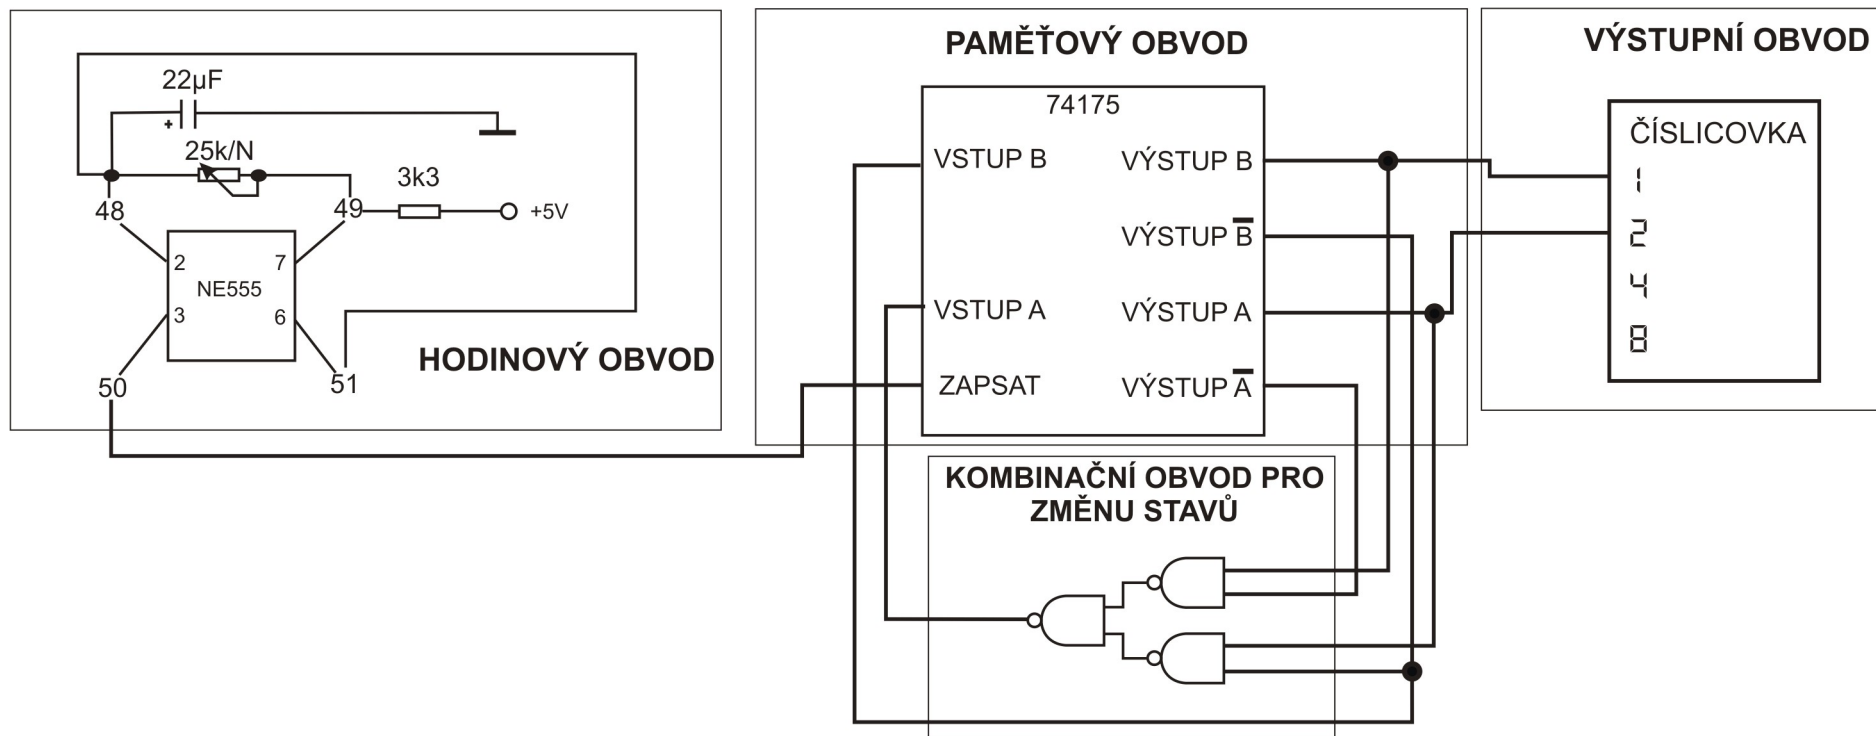 HODINOVÝ OBVOD
22µF
+
25k/N
3k3
48
49
+5V
2
7
NE555
3
6
50
51
PAMĚŤOVÝ OBVOD
74175
VSTUP B
VÝSTUP B
VÝSTUP B̅
VSTUP A
VÝSTUP A
ZAPSAT
VÝSTUP A̅
KOMBINAČNÍ OBVOD PRO
ZMĚNU STAVŮ
VÝSTUPNÍ OBVOD
ČÍSLICOVKA
1
2
4
8